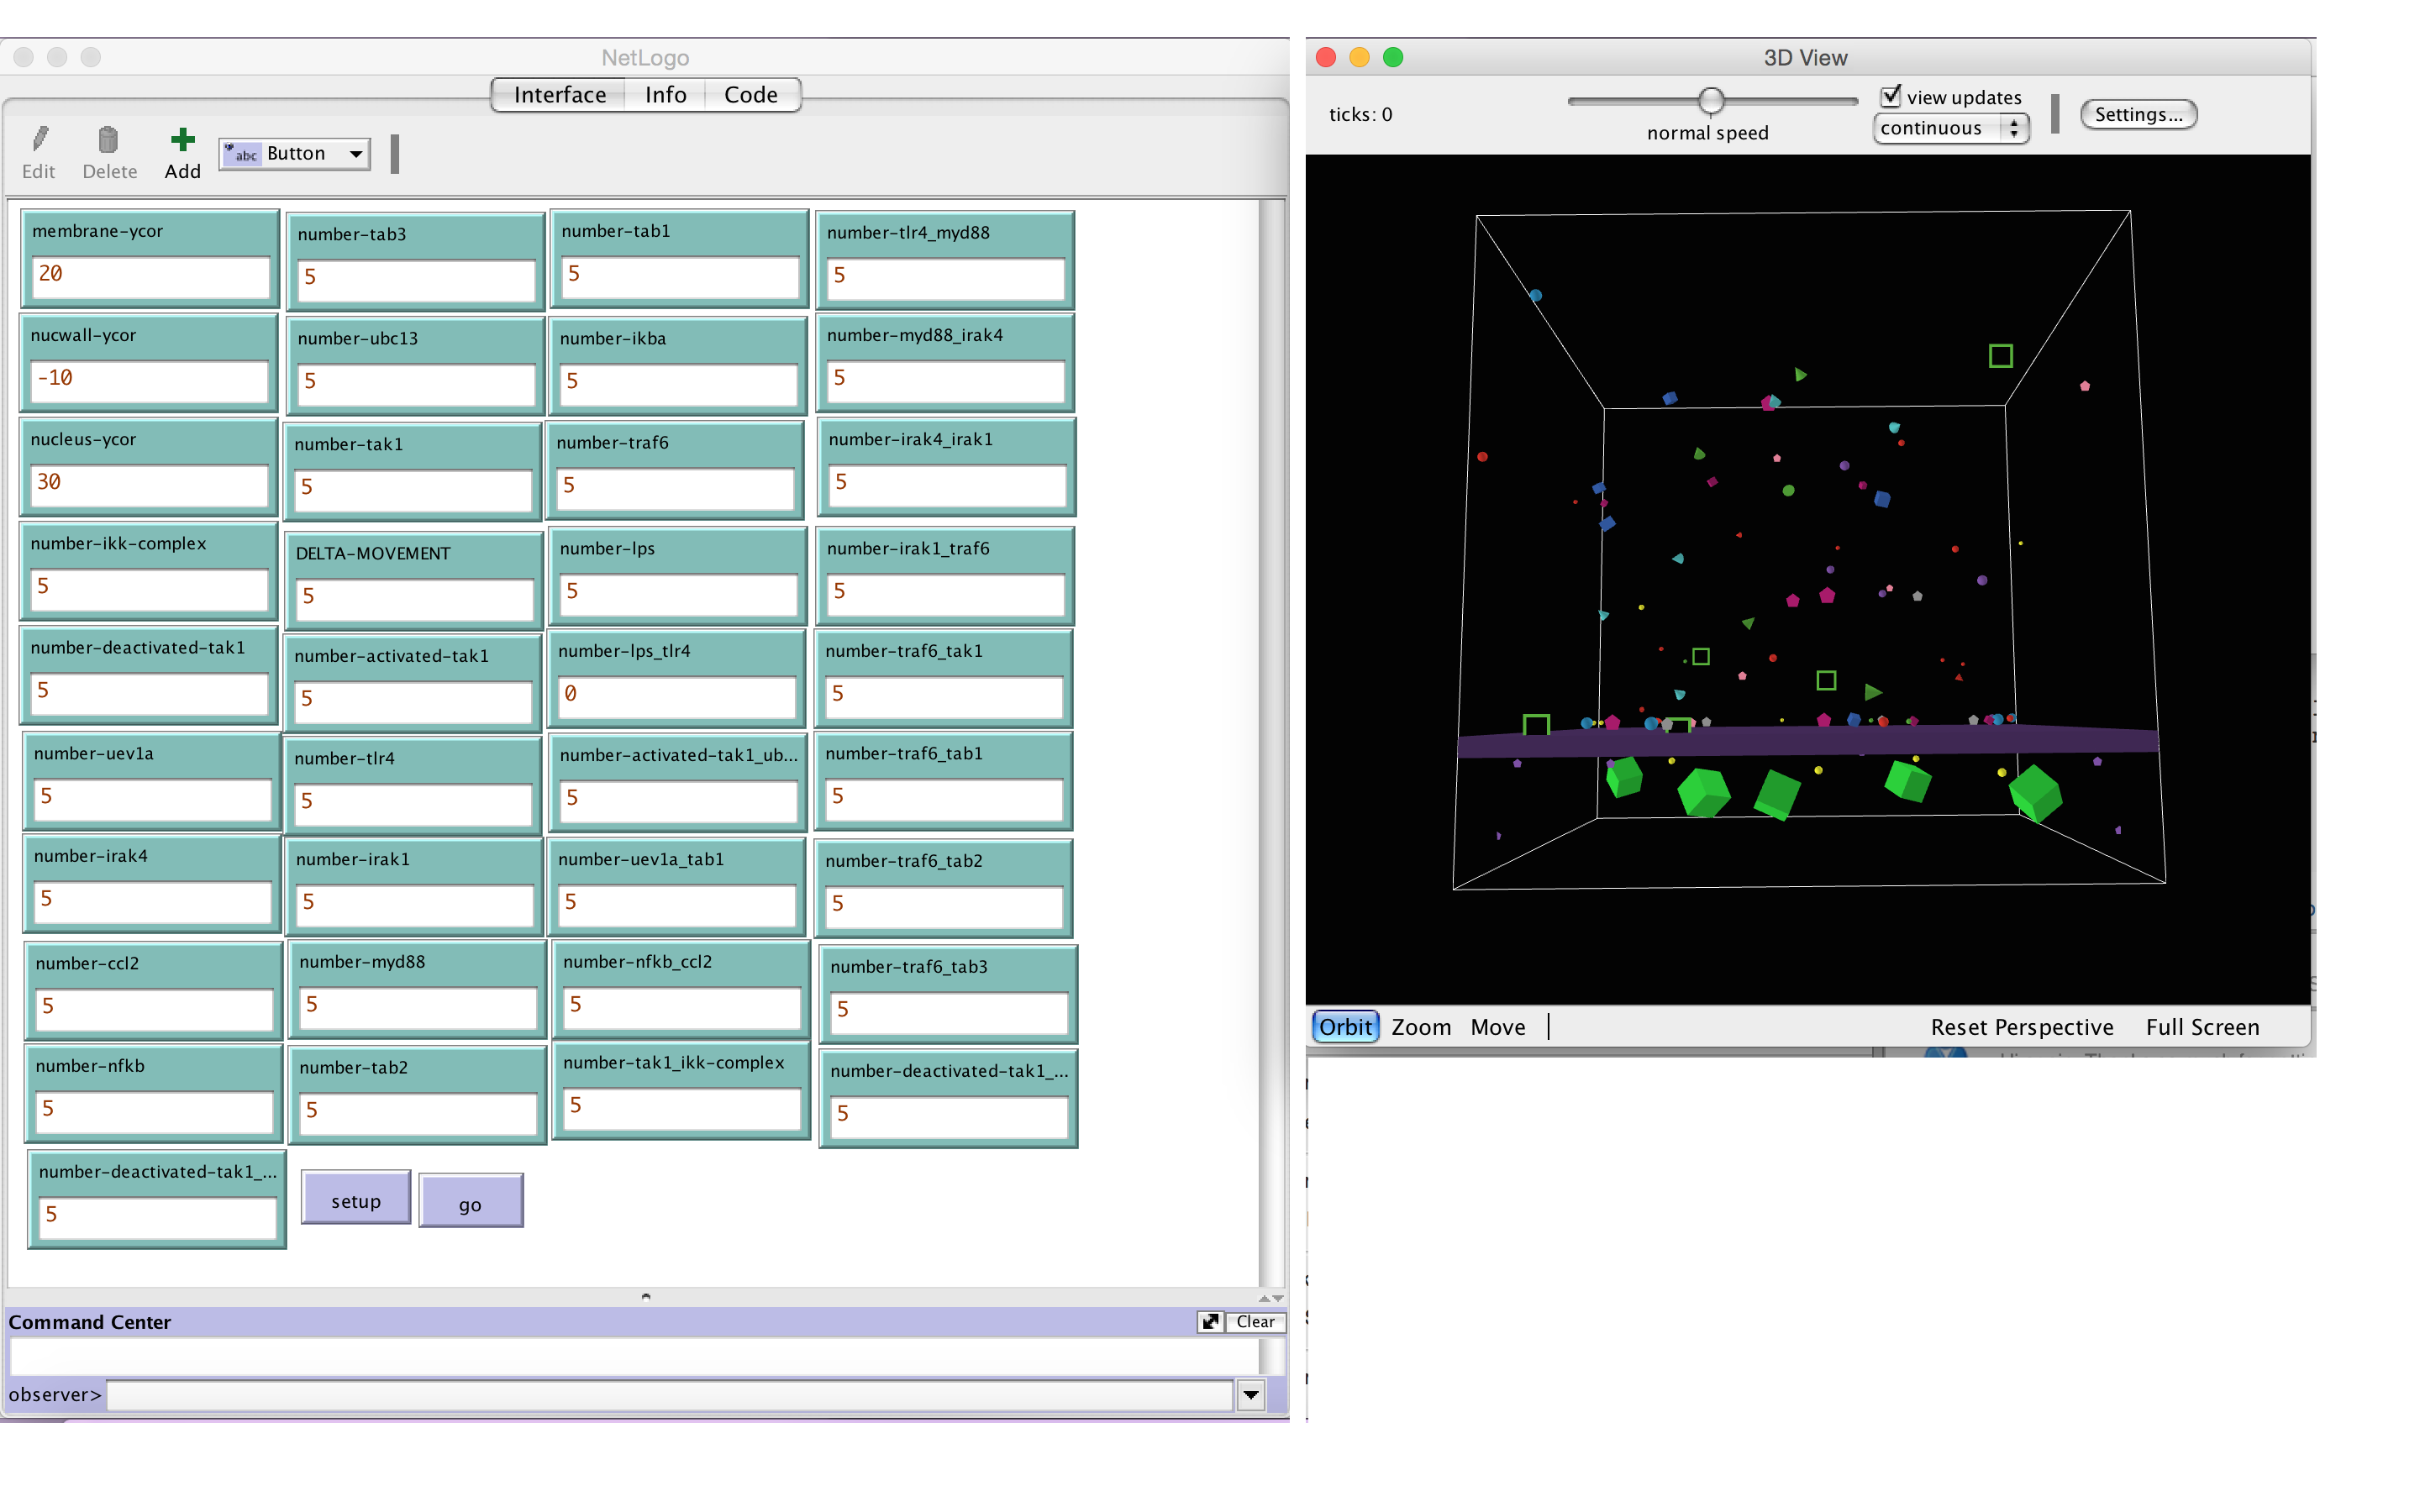 NetLogo
Interface Info Code
Edit Delete Add abc Button
membrane-ycor
20
number-tab3
5
number-tab1
5
number-tlr4_myd88
5
nucwall-ycor
-10
number-ubc13
5
number-ikba
5
number-myd88_irak4
5
nucleus-ycor
30
number-tak1
5
number-traf6
5
number-irak4_irak1
5
number-ikk-complex
5
DELTA-MOVEMENT
5
number-lps
5
number-irak1_traf6
5
number-deactivated-tak1
5
number-activated-tak1
5
number-lps_tlr4
0
number-traf6_tak1
5
number-uev1a
5
number-tlr4
5
number-activated-tak1_ub...
5
number-traf6_tab1
5
number-irak4
5
number-irak1
5
number-uev1a_tab1
5
number-traf6_tab2
5
number-ccl2
5
number-myd88
5
number-nfkb_ccl2
5
number-traf6_tab3
5
number-nfkb
5
number-tab2
5
number-tak1_ikk-complex
5
number-deactivated-tak1_...
5
number-deactivated-tak1_...
5
setup
go
Command Center
Clear
observer>
3D View
ticks: 0
normal speed
view updates
continuous
Settings...
Orbit Zoom Move
Reset Perspective Full Screen